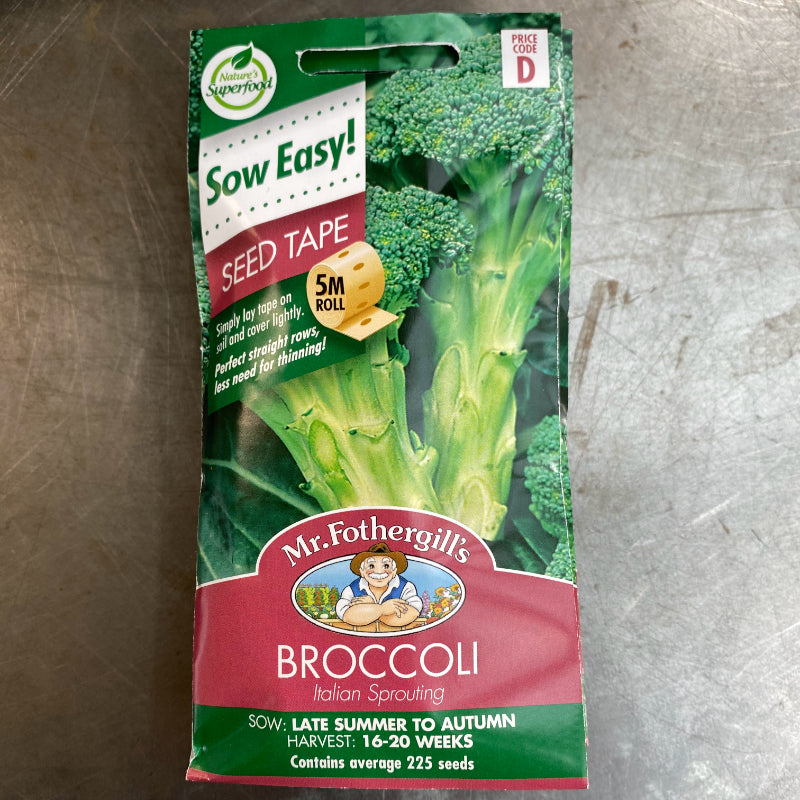 Nature's
Superfood
PRICE
CODE
D
Sow Easy!
SEED TAPE
5M
ROLL
Simply lay tape on
soil and cover lightly.
Perfect straight rows,
less need for thinning!
Mr. Fothergill's
BROCCOLI
Italian Sprouting
SOW: LATE SUMMER TO AUTUMN
HARVEST: 16-20 WEEKS
Contains average 225 seeds